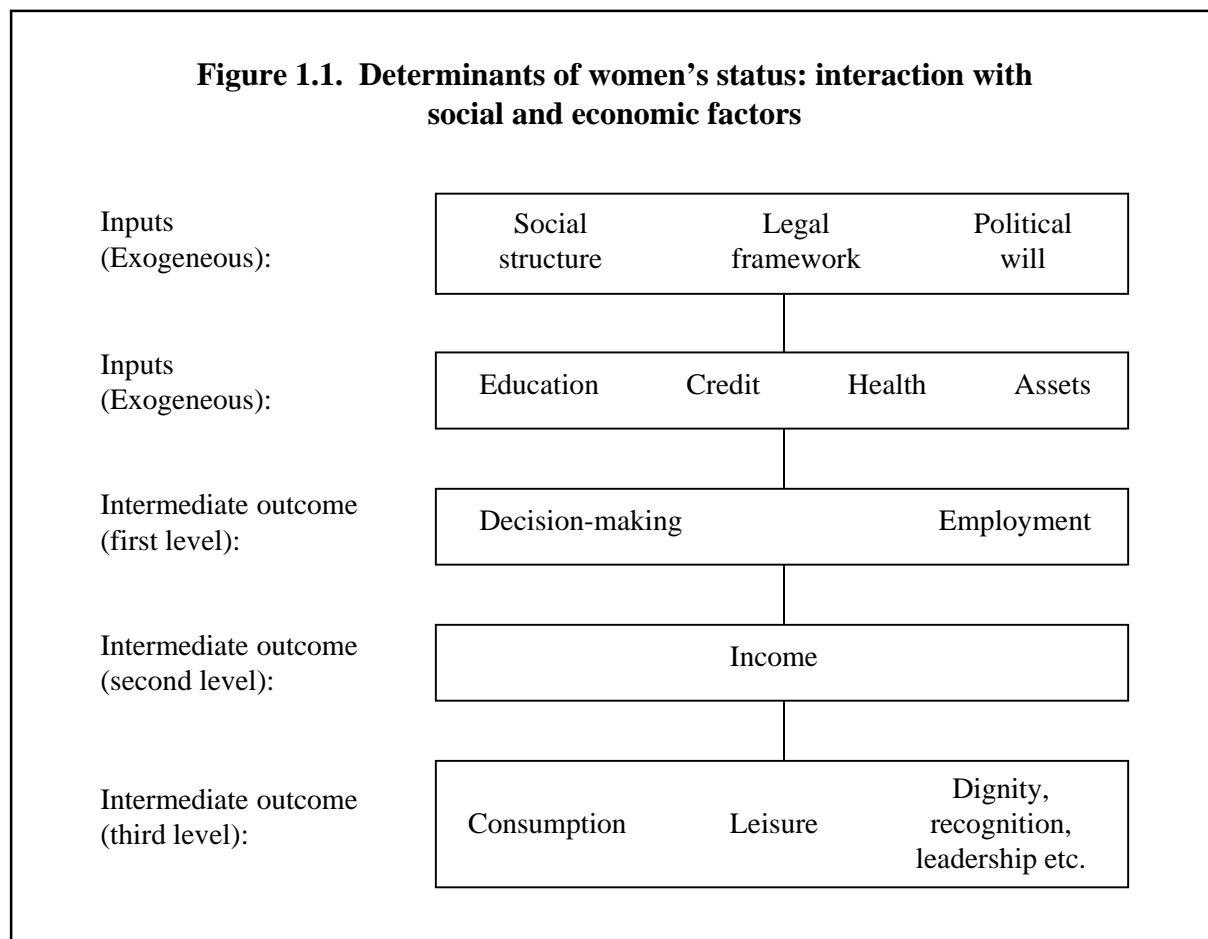 Figure 1.1.  Determinants of women’s status: interaction with
social and economic factors
Inputs
(Exogeneous):
Social
structure
Legal
framework
Political
will
Inputs
(Exogeneous):
Education
Credit
Health
Assets
Intermediate outcome
(first level):
Decision-making
Employment
Intermediate outcome
(second level):
Income
Intermediate outcome
(third level):
Consumption
Leisure
Dignity,
recognition,
leadership etc.